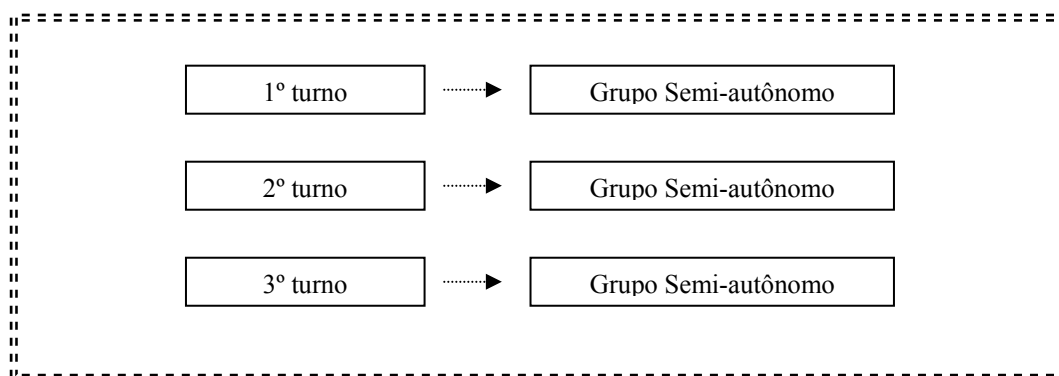 1º turno Grupo Semi-autônomo
2º turno Grupo Semi-autônomo
3º turno Grupo Semi-autônomo